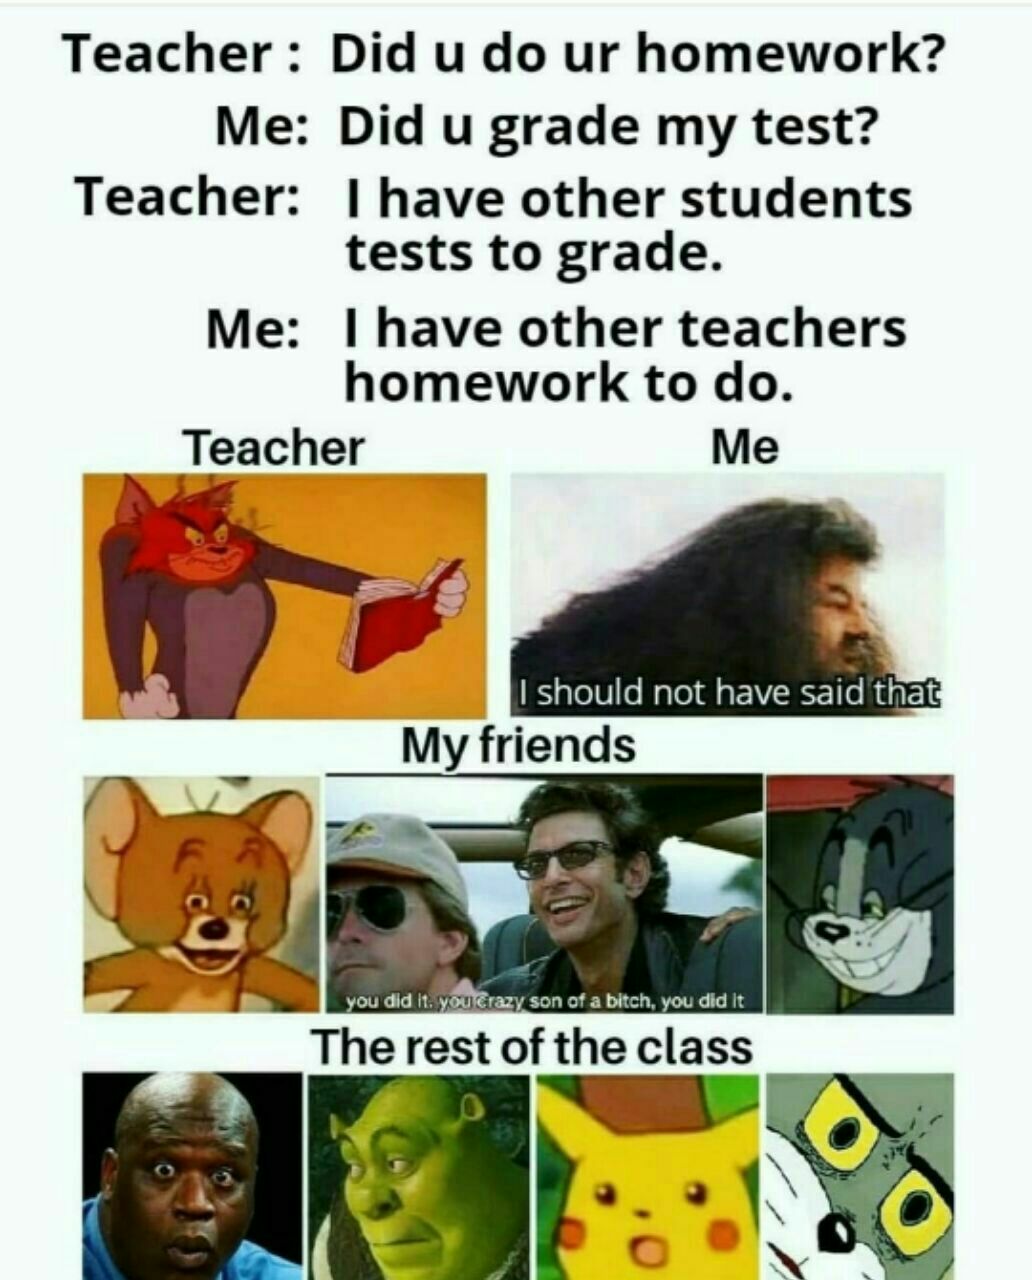 Teacher : Did u do ur homework?
Me: Did u grade my test?
Teacher: I have other students
tests to grade.
Me: I have other teachers
homework to do.
Teacher Me
I should not have said that
My friends
you did it. you crazy son of a bitch, you did it
The rest of the class